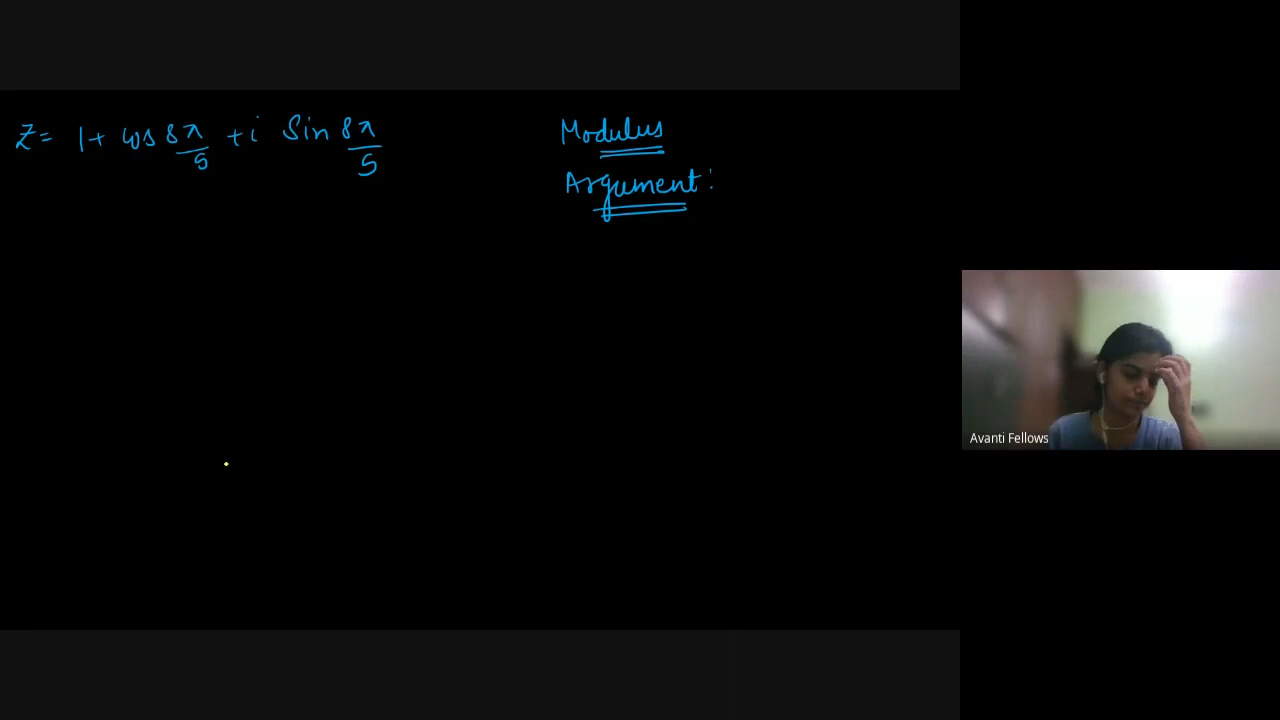 Z = 1 + cos 8π/5 + i Sin 8π/5
Modulus
Argument:
Avanti Fellows